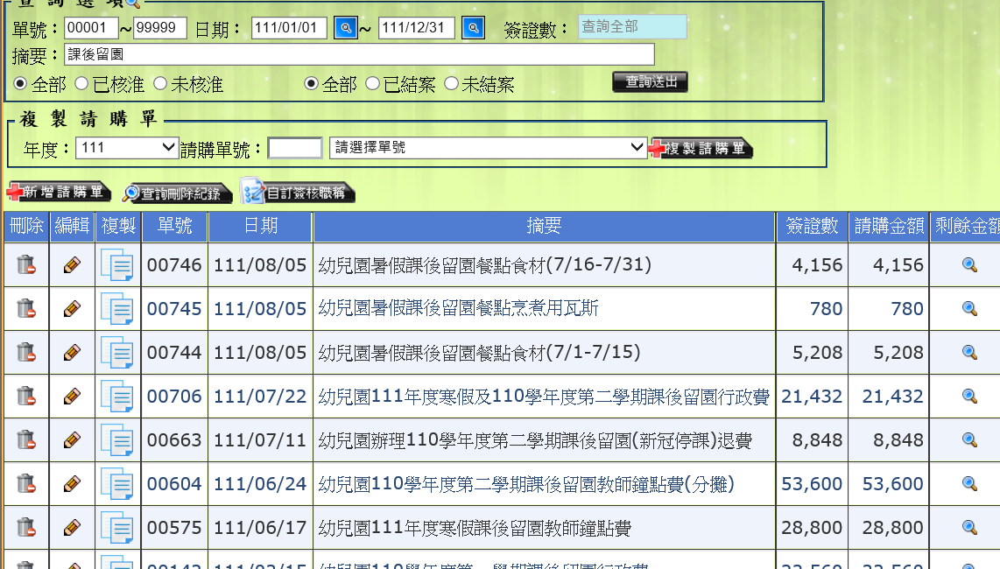 查詢選項
單號：00001~99999 日期：111/01/01 ~ 111/12/31 簽證數：查詢全部
摘要：課後留園
全部 已核准 未核准 全部 已結案 未結案 查詢送出
複製請購單
年度：111 請購單號： 請選擇單號 複製請購單
新增請購單 查詢刪除紀錄 自訂簽核職稱
刪除 編輯 複製 單號 日期 摘要 簽證數 請購金額 剩餘金額
00746 111/08/05 幼兒園暑假課後留園餐點食材(7/16-7/31) 4,156 4,156
00745 111/08/05 幼兒園暑假課後留園餐點烹煮用瓦斯 780 780
00744 111/08/05 幼兒園暑假課後留園餐點食材(7/1-7/15) 5,208 5,208
00706 111/07/22 幼兒園111年度寒假及110學年度第二學期課後留園行政費 21,432 21,432
00663 111/07/11 幼兒園辦理110學年度第二學期課後留園(新冠停課)退費 8,848 8,848
00604 111/06/24 幼兒園110學年度第二學期課後留園教師鐘點費(分攤) 53,600 53,600
00575 111/06/17 幼兒園111年度寒假課後留園教師鐘點費 28,800 28,800